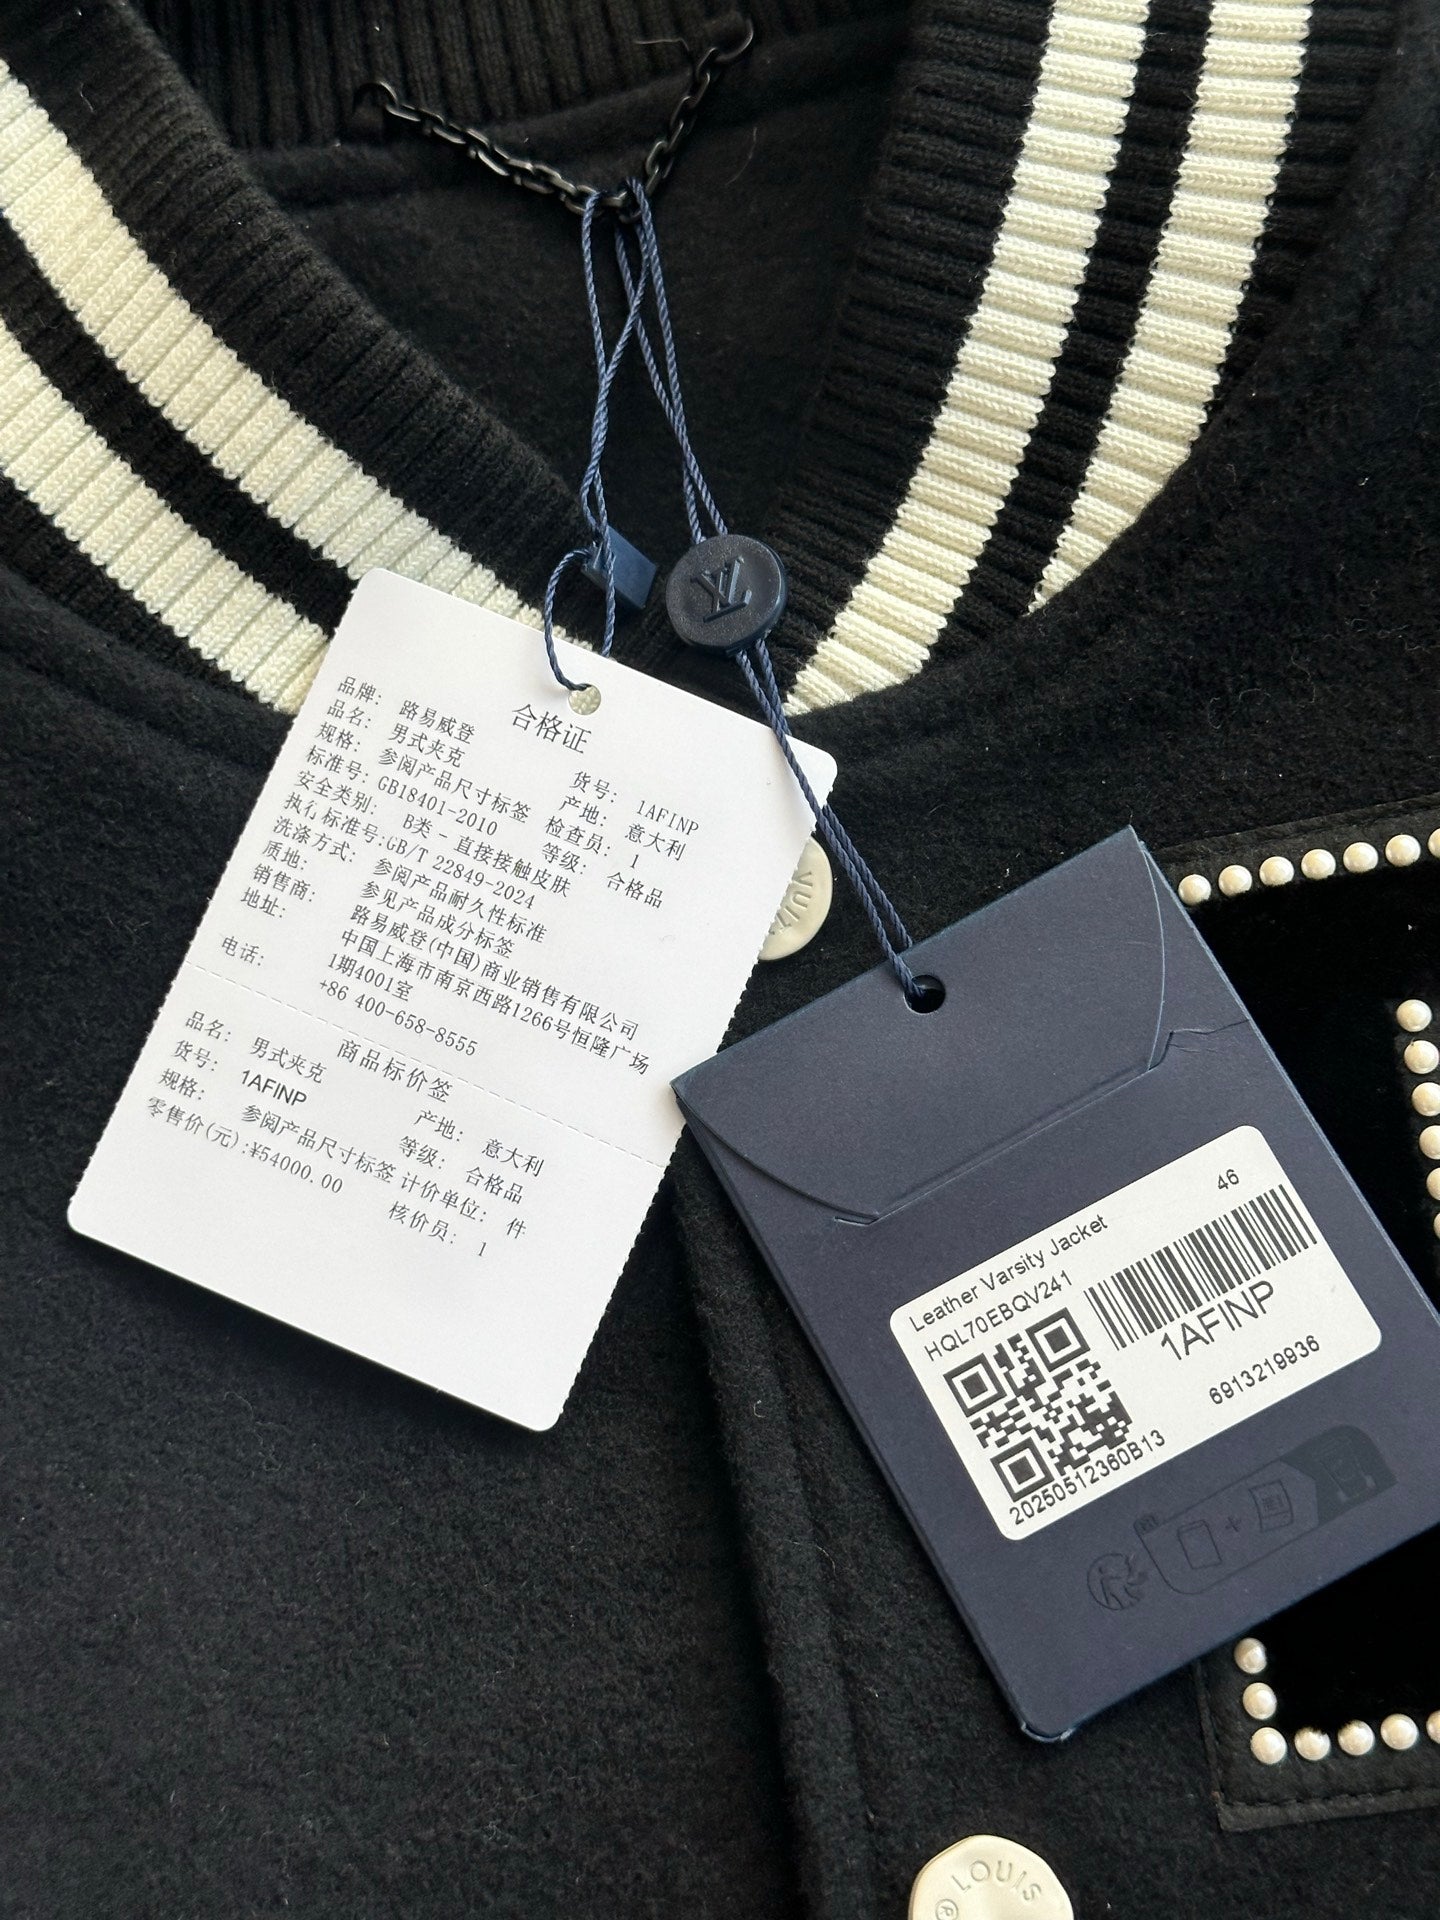 合格证
品牌: 路易威登
品名: 男式夹克 货号: 1AFINP
规格: 参阅产品尺寸标签 产地: 意大利
标准号: GB18401-2010 检查员: 1
安全类别: B类 - 直接接触皮肤 等级: 合格品
执行标准号:GB/T 22849-2024
洗涤方式: 参阅产品耐久性标准
质地: 参见产品成分标签
销售商: 路易威登(中国)商业销售有限公司
地址: 中国上海市南京西路1266号恒隆广场
1期4001室
电话: +86 400-658-8555
商品标价签
品名: 男式夹克 产地: 意大利
货号: 1AFINP 等级: 合格品
规格: 参阅产品尺寸标签 计价单位: 件
零售价(元):¥54000.00 核价员: 1
LV
VUIT
46
Leather Varsity Jacket
HQL70EBQV241
1AFINP
6913219936
20250512360B13
LOUIS